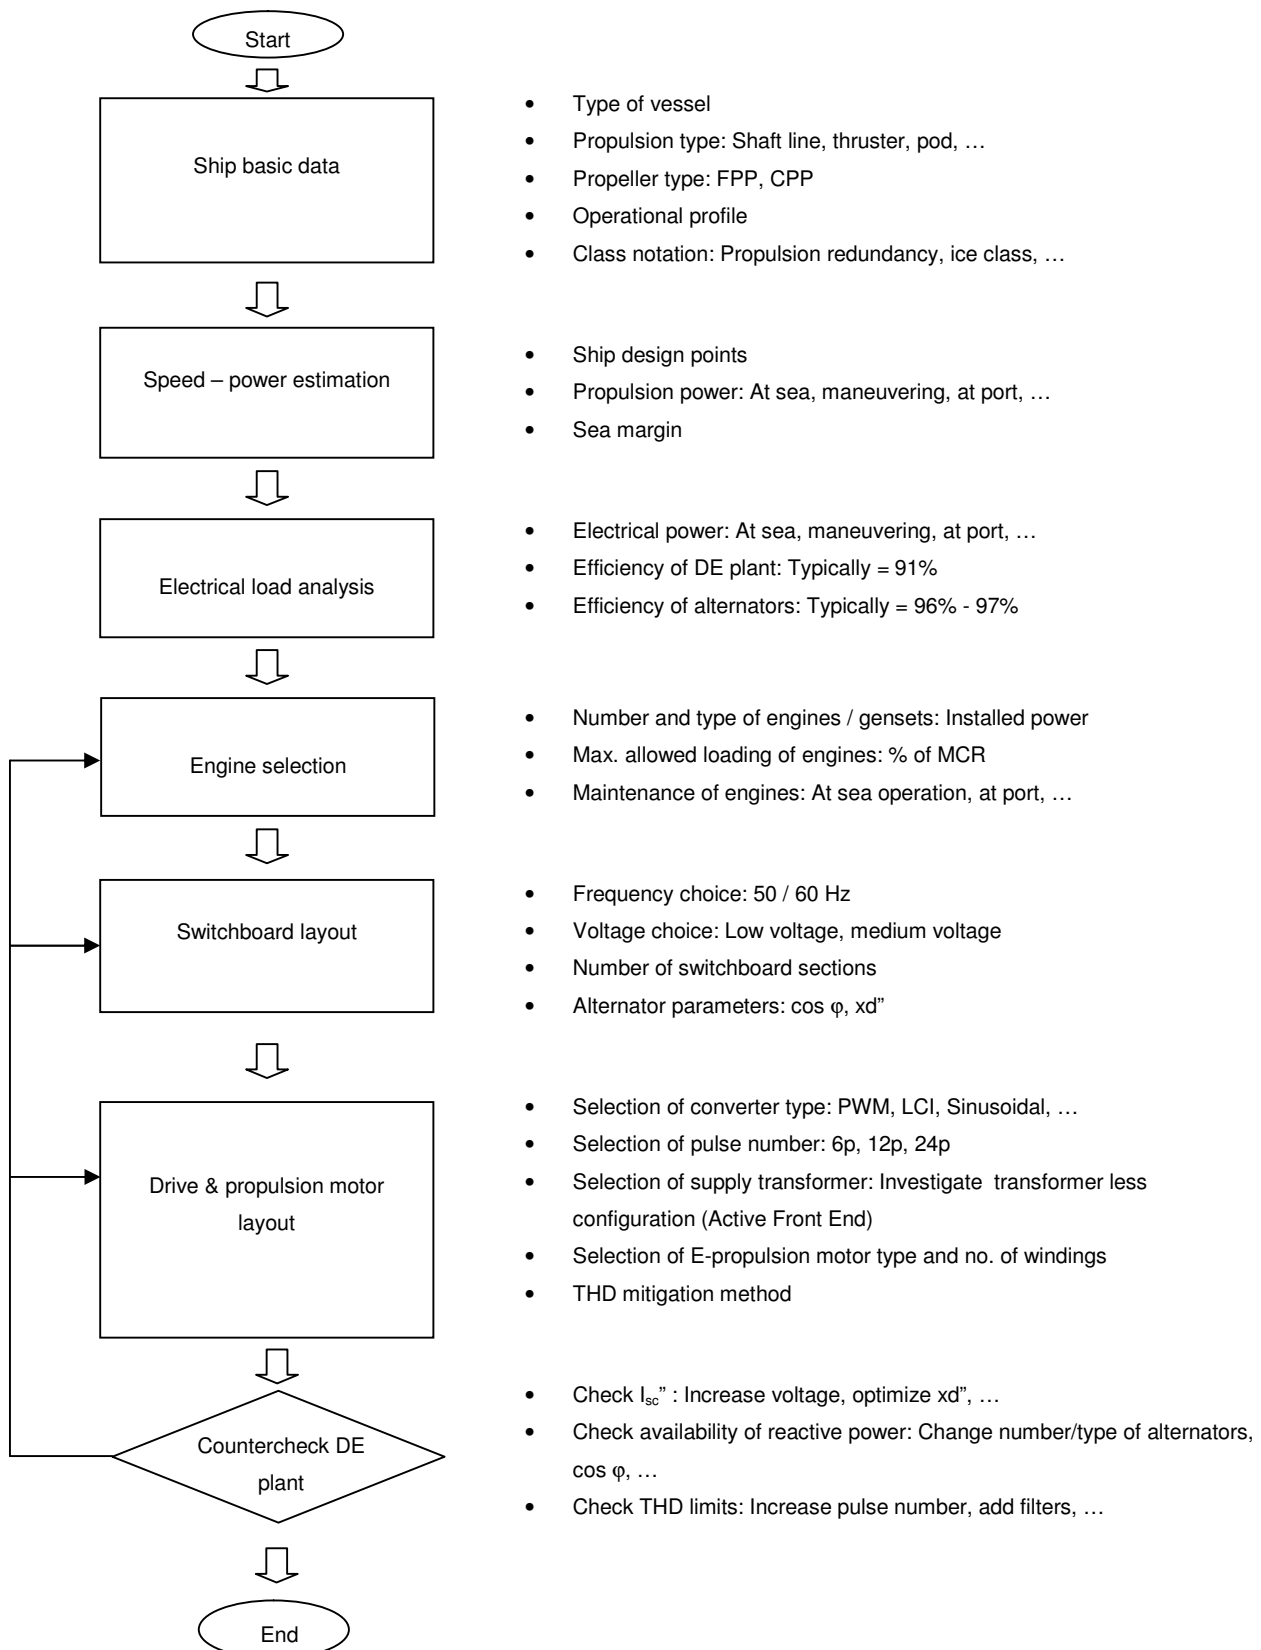 Start
Ship basic data
• Type of vessel
• Propulsion type: Shaft line, thruster, pod, …
• Propeller type: FPP, CPP
• Operational profile
• Class notation: Propulsion redundancy, ice class, …
Speed – power estimation
• Ship design points
• Propulsion power: At sea, maneuvering, at port, …
• Sea margin
Electrical load analysis
• Electrical power: At sea, maneuvering, at port, …
• Efficiency of DE plant: Typically = 91%
• Efficiency of alternators: Typically = 96% - 97%
Engine selection
• Number and type of engines / gensets: Installed power
• Max. allowed loading of engines: % of MCR
• Maintenance of engines: At sea operation, at port, …
Switchboard layout
• Frequency choice: 50 / 60 Hz
• Voltage choice: Low voltage, medium voltage
• Number of switchboard sections
• Alternator parameters: cos φ, xd”
Drive & propulsion motor
layout
• Selection of converter type: PWM, LCI, Sinusoidal, …
• Selection of pulse number: 6p, 12p, 24p
• Selection of supply transformer: Investigate transformer less
configuration (Active Front End)
• Selection of E-propulsion motor type and no. of windings
• THD mitigation method
Countercheck DE
plant
• Check Isc” : Increase voltage, optimize xd”, …
• Check availability of reactive power: Change number/type of alternators,
cos φ, …
• Check THD limits: Increase pulse number, add filters, …
End